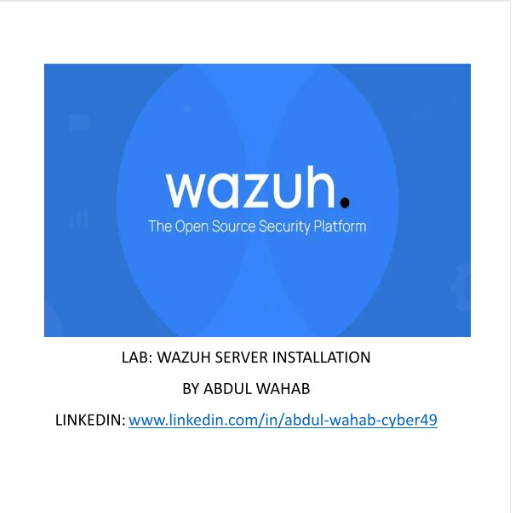 wazuh.
The Open Source Security Platform
LAB: WAZUH SERVER INSTALLATION
BY ABDUL WAHAB
LINKEDIN: www.linkedin.com/in/abdul-wahab-cyber49